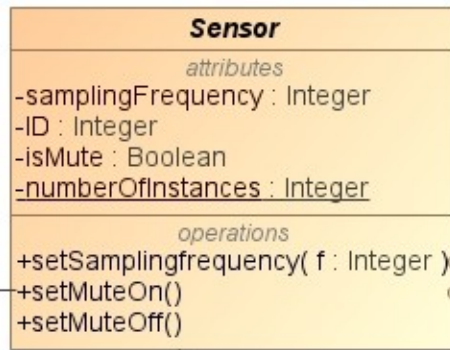 Sensor
attributes
-samplingFrequency : Integer
-ID : Integer
-isMute : Boolean
-numberOfInstances : Integer
operations
+setSamplingfrequency( f : Integer )
+setMuteOn()
+setMuteOff()